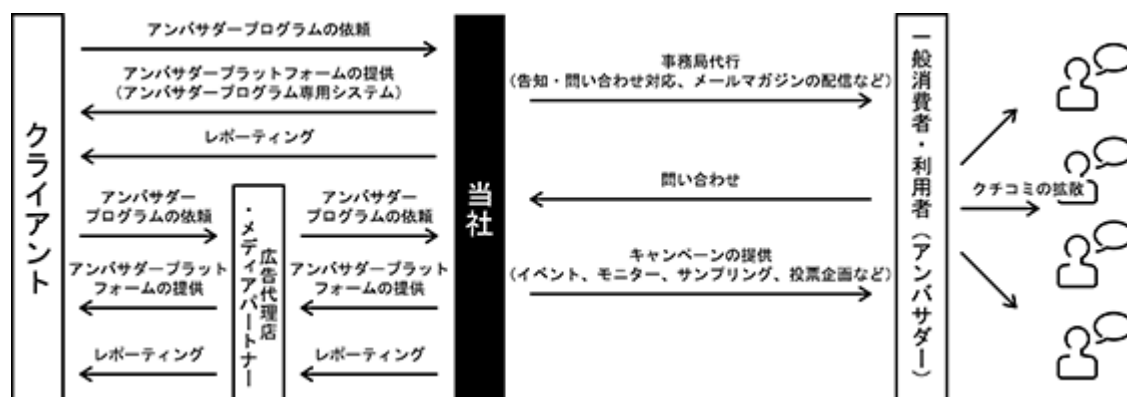 クライアント
アンバサダープログラムの依頼
アンバサダープラットフォームの提供
(アンバサダープログラム専用システム)
レポーティング
アンバサダー
プログラムの依頼
アンバサダープラット
フォームの提供
レポーティング
広告代理店
・メディアパートナー
アンバサダー
プログラムの依頼
アンバサダープラット
フォームの提供
レポーティング
当社
事務局代行
(告知・問い合わせ対応、メールマガジンの配信など)
問い合わせ
キャンペーンの提供
(イベント、モニター、サンプリング、投票企画など)
一般消費者・利用者(アンバサダー)
クチコミの拡散